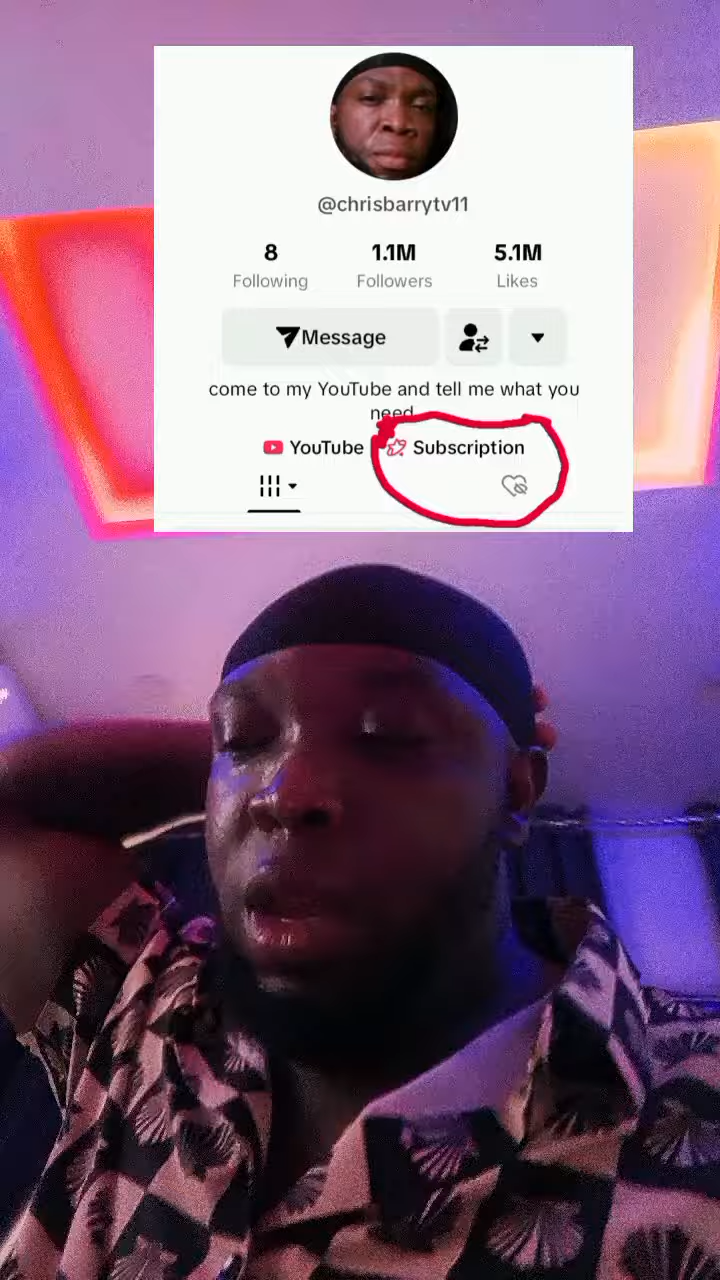 @chrisbarrytv11
8 1.1M 5.1M
Following Followers Likes
Message
come to my YouTube and tell me what you
need
YouTube Subscription